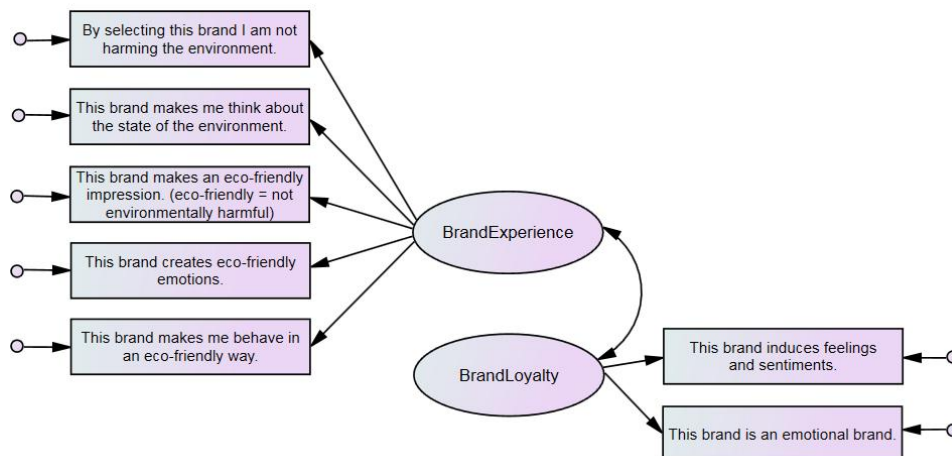 By selecting this brand I am not
harming the environment.
This brand makes me think about
the state of the environment.
This brand makes an eco-friendly
impression. (eco-friendly = not
environmentally harmful)
This brand creates eco-friendly
emotions.
This brand makes me behave in
an eco-friendly way.
BrandExperience
BrandLoyalty
This brand induces feelings
and sentiments.
This brand is an emotional brand.